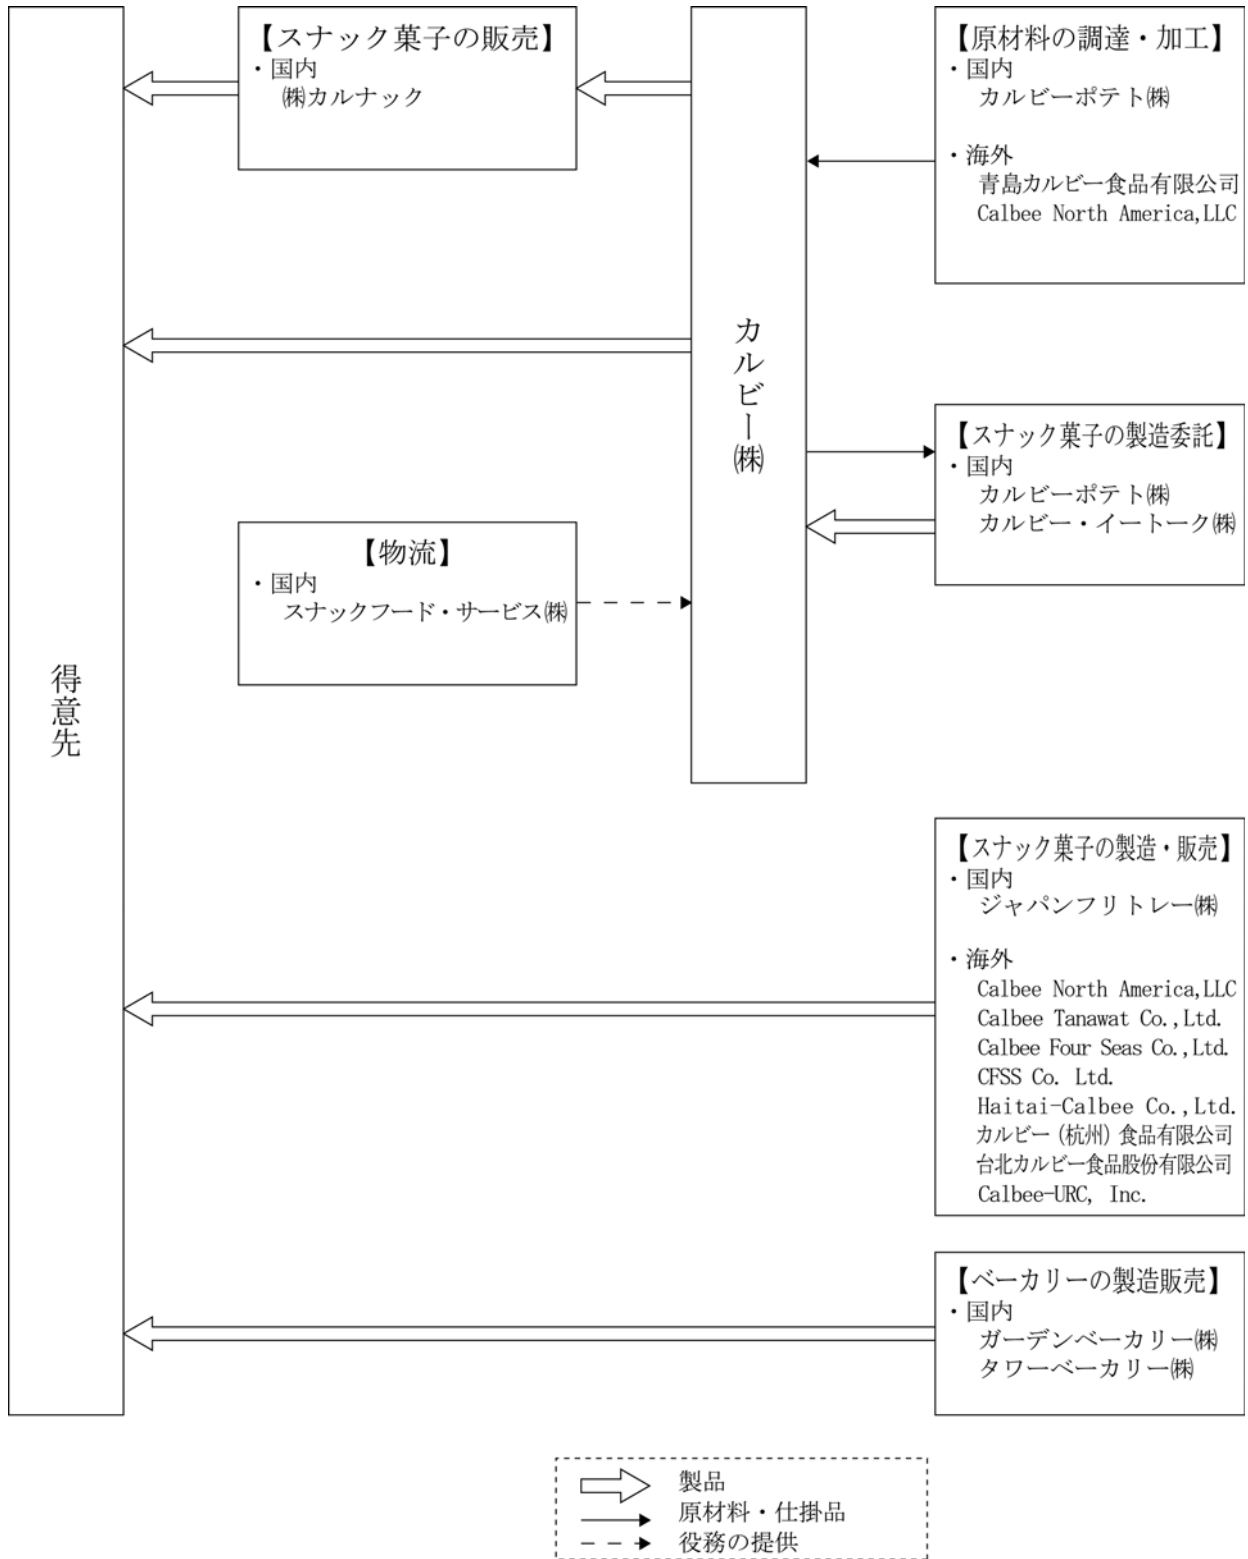 【スナック菓子の販売】
・国内
㈱カルナック
【原材料の調達・加工】
・国内
カルビーポテト㈱
・海外
青島カルビー食品有限公司
Calbee North America,LLC
カルビー㈱
【スナック菓子の製造委託】
・国内
カルビーポテト㈱
カルビー・イートーク㈱
【物流】
・国内
スナックフード・サービス㈱
得意先
【スナック菓子の製造・販売】
・国内
ジャパンフリトレー㈱
・海外
Calbee North America,LLC
Calbee Tanawat Co.,Ltd.
Calbee Four Seas Co.,Ltd.
CFSS Co. Ltd.
Haitai-Calbee Co.,Ltd.
カルビー（杭州）食品有限公司
台北カルビー食品股份有限公司
Calbee-URC, Inc.
【ベーカリーの製造販売】
・国内
ガーデンベーカリー㈱
タワーベーカリー㈱
製品
原材料・仕掛品
役務の提供